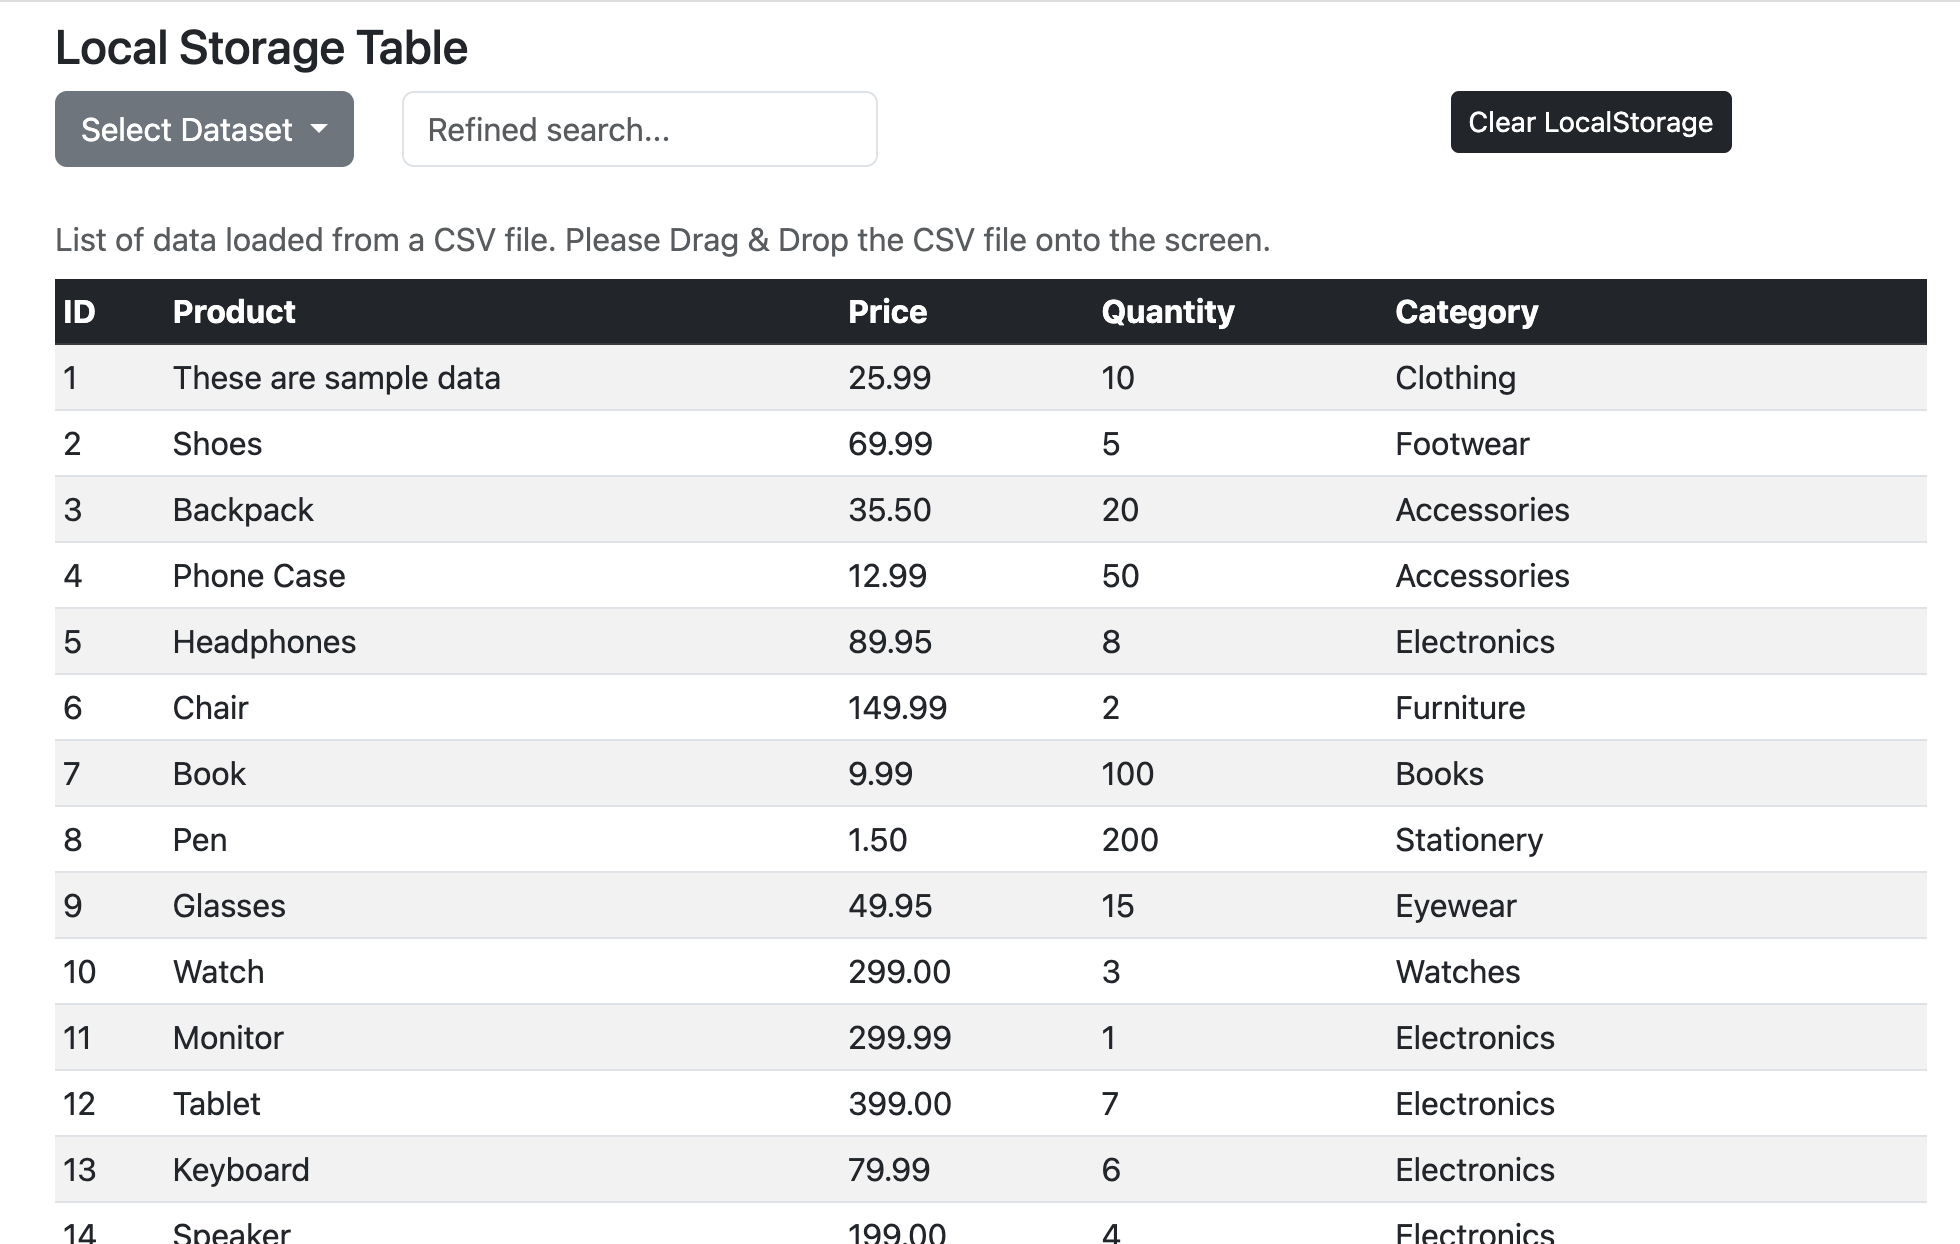 Local Storage Table
Select Dataset
Refined search...
Clear LocalStorage
List of data loaded from a CSV file. Please Drag & Drop the CSV file onto the screen.
ID Product Price Quantity Category
1 These are sample data 25.99 10 Clothing
2 Shoes 69.99 5 Footwear
3 Backpack 35.50 20 Accessories
4 Phone Case 12.99 50 Accessories
5 Headphones 89.95 8 Electronics
6 Chair 149.99 2 Furniture
7 Book 9.99 100 Books
8 Pen 1.50 200 Stationery
9 Glasses 49.95 15 Eyewear
10 Watch 299.00 3 Watches
11 Monitor 299.99 1 Electronics
12 Tablet 399.00 7 Electronics
13 Keyboard 79.99 6 Electronics
14 Speaker 199.00 4 Electronics